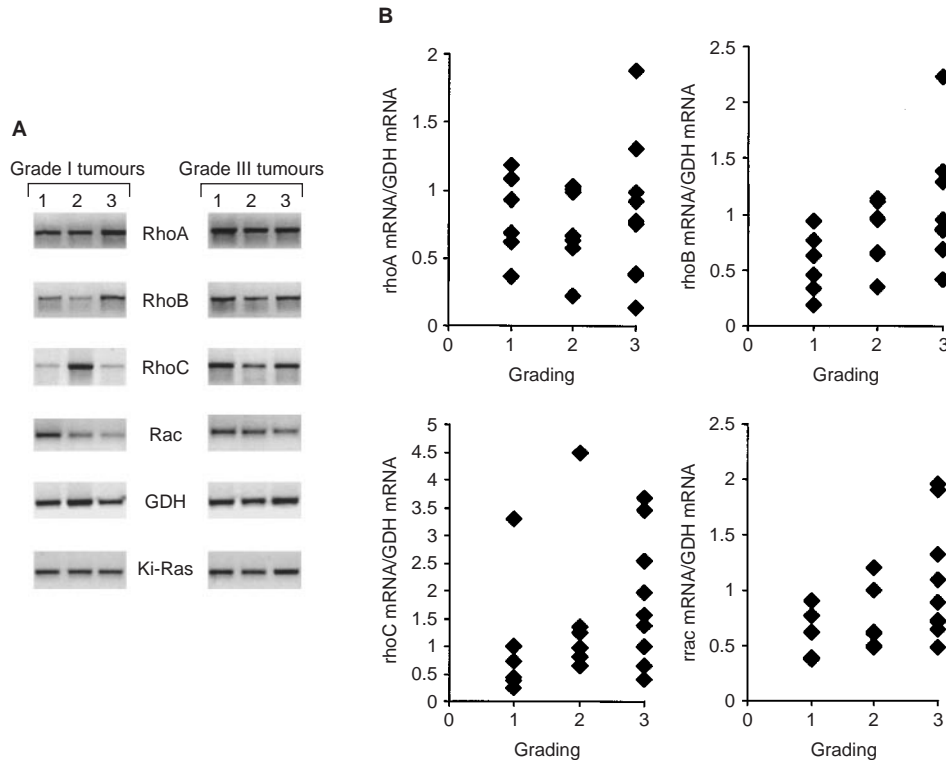 A
Grade I tumours
Grade III tumours
1 2 3
1 2 3
RhoA
RhoB
RhoC
Rac
GDH
Ki-Ras
B
rhoA mRNA/GDH mRNA
2
1.5
1
0.5
0
0 1 2 3
Grading
rhoB mRNA/GDH mRNA
2.5
2
1.5
1
0.5
0
0 1 2 3
Grading
rhoC mRNA/GDH mRNA
5
4.5
4
3.5
3
2.5
2
1.5
1
0.5
0
0 1 2 3
Grading
rrac mRNA/GDH mRNA
2.5
2
1.5
1
0.5
0
0 1 2 3
Grading